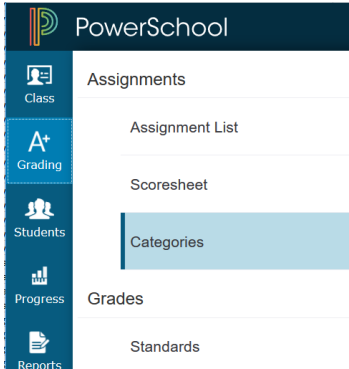 PowerSchool
Class
A+
Grading
Students
Progress
Reports
Assignments
Assignment List
Scoresheet
Categories
Grades
Standards